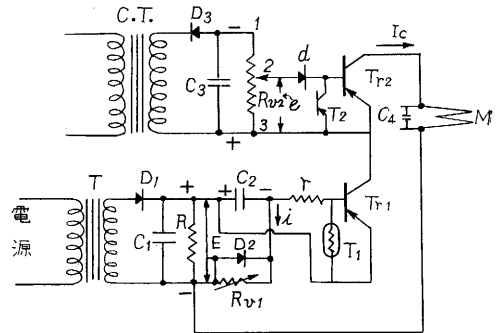 C.T.
D3
－
1
Ic
2
d
Tr2
C3
Rv2
e
T2
C4
M
3
＋
T
D1
＋
＋
C2
－
r
Tr1
電源
C1
R
E
i
D2
T1
－
Rv1